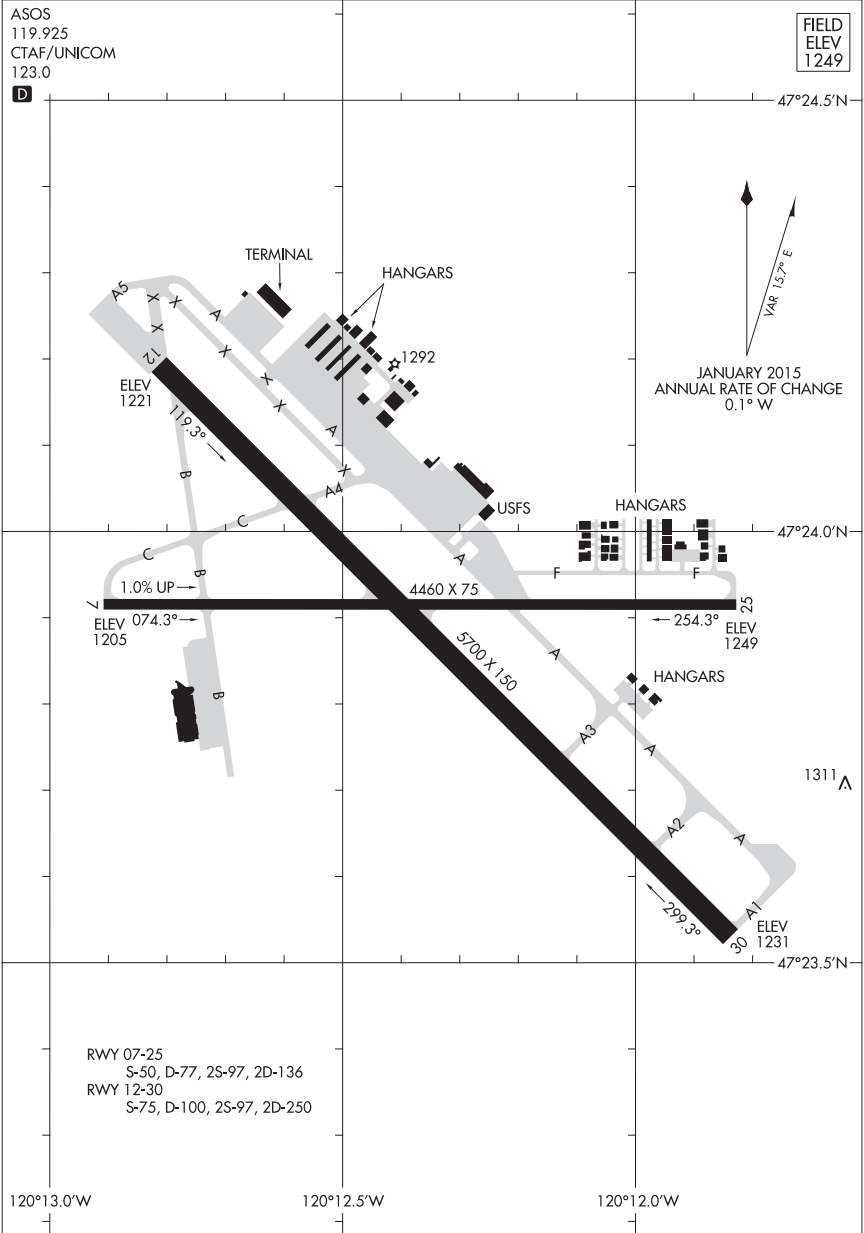 ASOS
119.925
CTAF/UNICOM
123.0
D
FIELD
ELEV
1249
47°24.5'N
VAR 15.7° E
JANUARY 2015
ANNUAL RATE OF CHANGE
0.1° W
TERMINAL
HANGARS
1292
A5
X
X
X
A
X
X
X
A
X
A4
12
ELEV
1221
119.3°
B
USFS
HANGARS
47°24.0'N
C
C
B
A
F
F
1.0% UP
4460 X 75
7
25
ELEV
1205
074.3°
254.3°
ELEV
1249
5700 X 150
A
B
HANGARS
A3
A
1311
A2
A
299.3°
A1
30
ELEV
1231
47°23.5'N
RWY 07-25
S-50, D-77, 2S-97, 2D-136
RWY 12-30
S-75, D-100, 2S-97, 2D-250
120°13.0'W
120°12.5'W
120°12.0'W